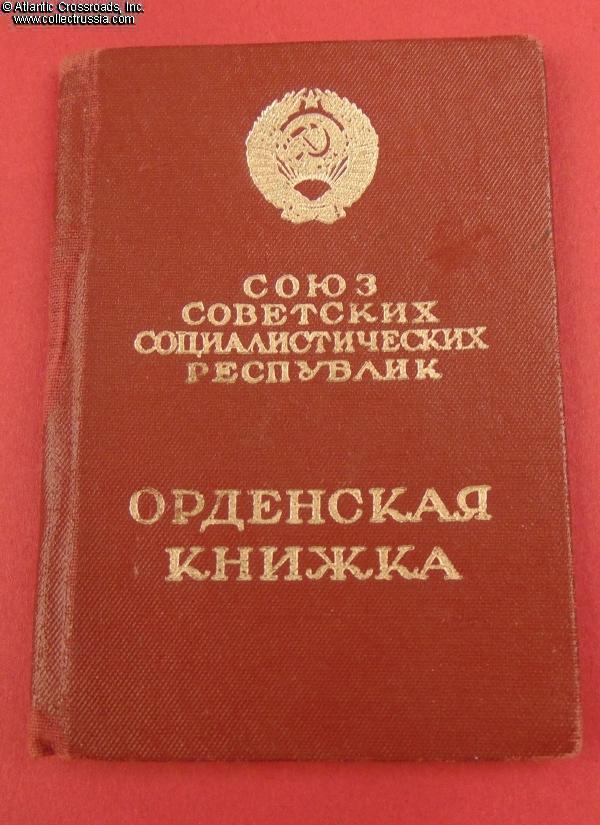 © Atlantic Crossroads, Inc.
www.collectrussia.com
СОЮЗ
СОВЕТСКИХ
СОЦИАЛИСТИЧЕСКИХ
РЕСПУБЛИК
ОРДЕНСКАЯ
КНИЖКА